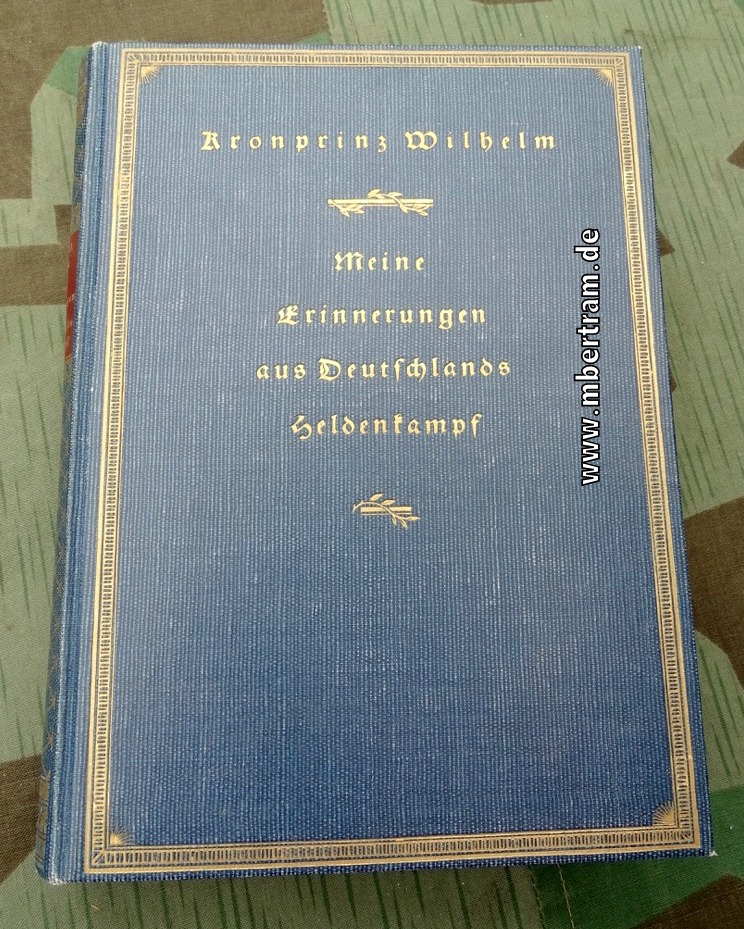 Kronprinz Wilhelm
Meine
Erinnerungen
aus Deutschlands
Heldenkampf
www.mbertram.de